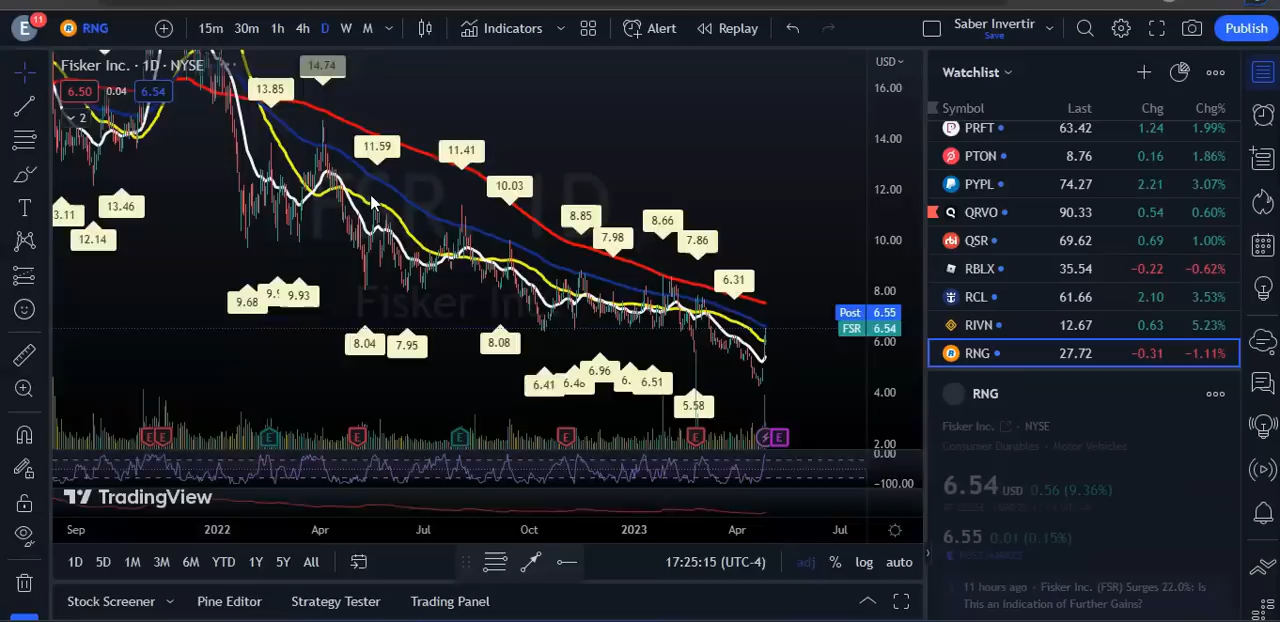 E 11 RNG 15m 30m 1h 4h D W M Indicators Alert Replay Saber Invertir Save Publish
Fisker Inc. · 1D · NYSE
6.50 0.04 6.54
2
USD
16.00
14.00
12.00
10.00
8.00
6.00
4.00
2.00
0.00
−100.00
14.74
13.85
11.59
11.41
10.03
8.85
7.98
8.66
7.86
6.31
3.11
12.14
13.46
9.68
9.93
8.04
7.95
8.08
6.41
6.96
6.51
5.58
Post 6.55
FSR 6.54
FSR, 1D
Fisker Inc
E E E E E E E E
TradingView
Sep 2022 Apr Jul Oct 2023 Apr Jul
1D 5D 1M 3M 6M YTD 1Y 5Y All 17:25:15 (UTC-4) adj % log auto
Stock Screener Pine Editor Strategy Tester Trading Panel
Watchlist
Symbol Last Chg Chg%
PRFT 63.42 1.24 1.99%
PTON 8.76 0.16 1.86%
PYPL 74.27 2.21 3.07%
QRVO 90.33 0.54 0.60%
QSR 69.62 0.69 1.00%
RBLX 35.54 −0.22 −0.62%
RCL 61.66 2.10 3.53%
RIVN 12.67 0.63 5.23%
RNG 27.72 −0.31 −1.11%
RNG
Fisker Inc. · NYSE
Consumer Durables · Motor Vehicles
6.54 USD 0.56 (9.36%)
6.55 0.01 (0.15%)
11 hours ago · Fisker Inc. (FSR) Surges 22.0%: Is
This an Indication of Further Gains?